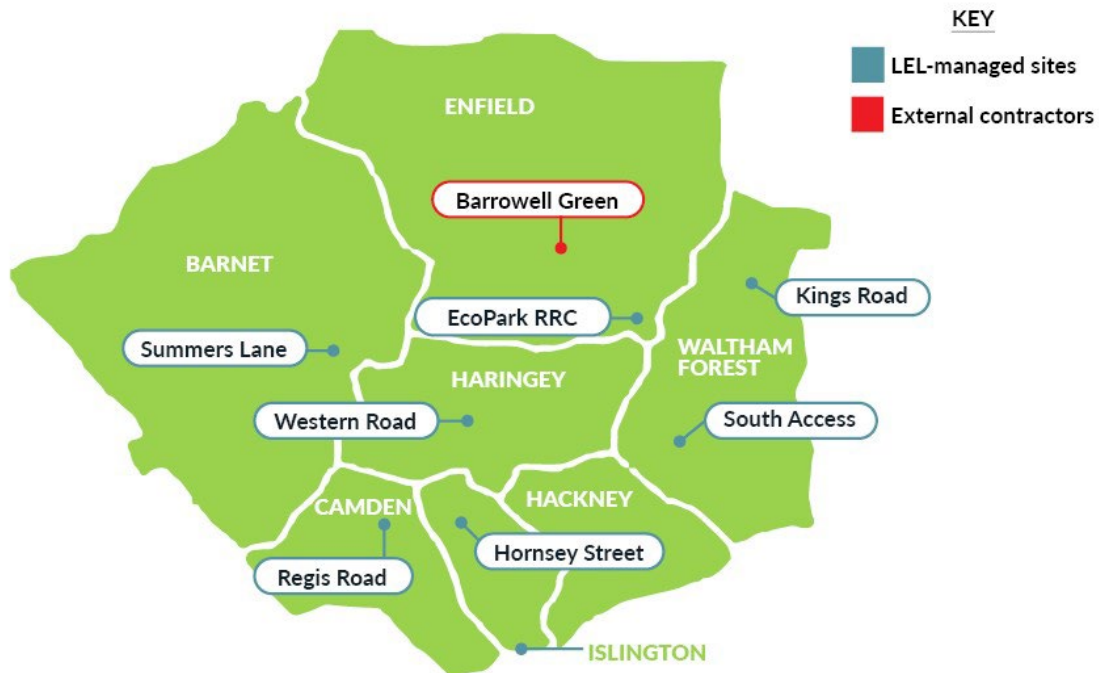 KEY
LEL-managed sites
External contractors
ENFIELD
Barrowell Green
BARNET
Kings Road
EcoPark RRC
Summers Lane
WALTHAM
FOREST
HARINGEY
Western Road
South Access
CAMDEN
HACKNEY
Hornsey Street
Regis Road
ISLINGTON